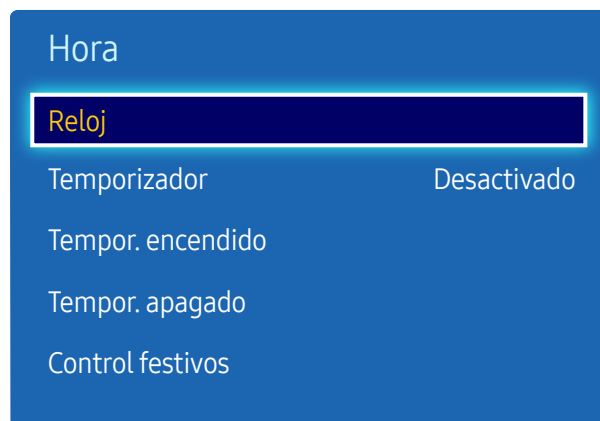 Hora
Reloj
Temporizador Desactivado
Tempor. encendido
Tempor. apagado
Control festivos